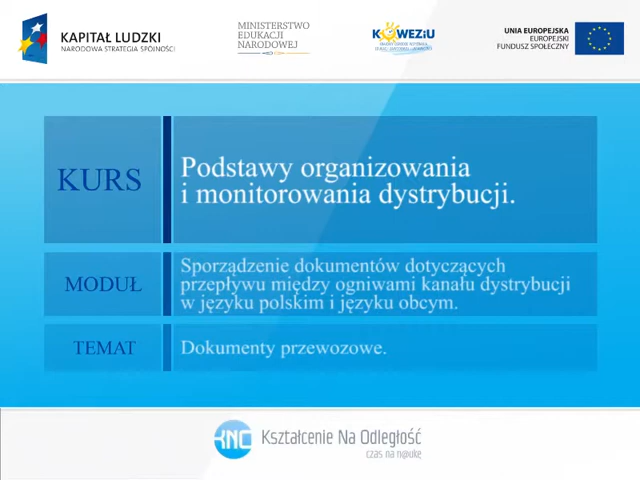 KAPITAŁ LUDZKI
NARODOWA STRATEGIA SPÓJNOŚCI
MINISTERSTWO
EDUKACJI
NARODOWEJ
KOWEZiU
UNIA EUROPEJSKA
EUROPEJSKI
FUNDUSZ SPOŁECZNY
KURS
Podstawy organizowania
i monitorowania dystrybucji.
MODUŁ
Sporządzenie dokumentów dotyczących
przepływu między ogniwami kanału dystrybucji
w języku polskim i języku obcym.
TEMAT
Dokumenty przewozowe.
KNO
Kształcenie Na Odległość
czas na n@ukę